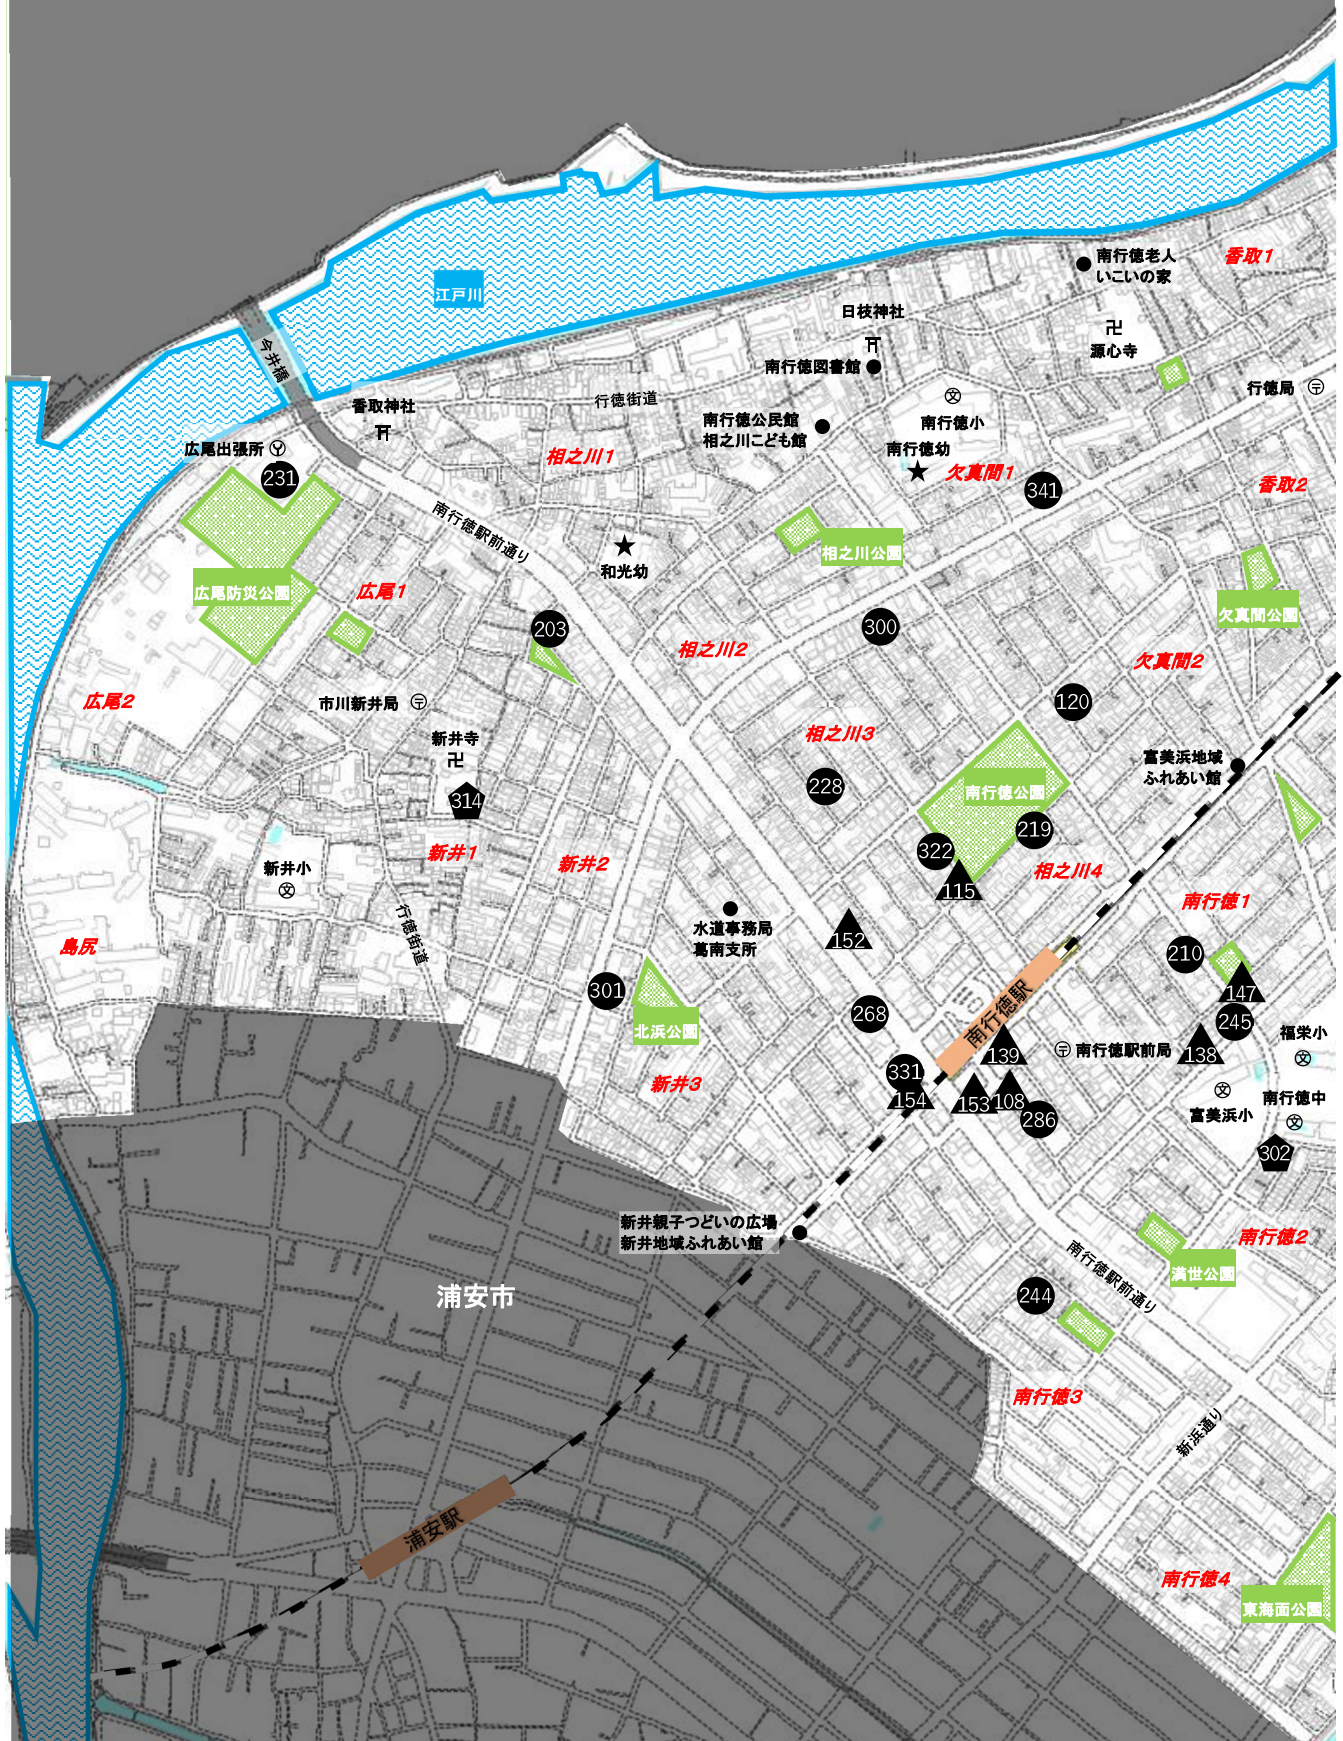 南行徳老人
いこいの家
香取1
江戸川
日枝神社
卍
源心寺
今井橋
南行徳図書館
行徳局
〒
行徳街道
香取神社
文
南行徳小
南行徳公民館
相之川こども館
広尾出張所
Y
相之川1
南行徳幼
欠真間1
231
341
香取2
南行徳駅前通り
相之川公園
和光幼
広尾防災公園
広尾1
欠真間公園
203
300
相之川2
欠真間2
広尾2
市川新井局
〒
120
新井寺
卍
相之川3
富美浜地域
ふれあい館
228
南行徳公園
314
219
322
新井1
新井2
相之川4
新井小
文
115
南行徳1
行徳街道
水道事務局
葛南支所
152
島尻
210
301
147
北浜公園
268
南行徳駅
245
福栄小
文
139
〒
南行徳駅前局
138
331
新井3
154
153
108
286
文
富美浜小
南行徳中
文
302
新井親子つどいの広場
新井地域ふれあい館
南行徳2
南行徳駅前通り
満世公園
浦安市
244
南行徳3
新浜通り
浦安駅
南行徳4
東海面公園